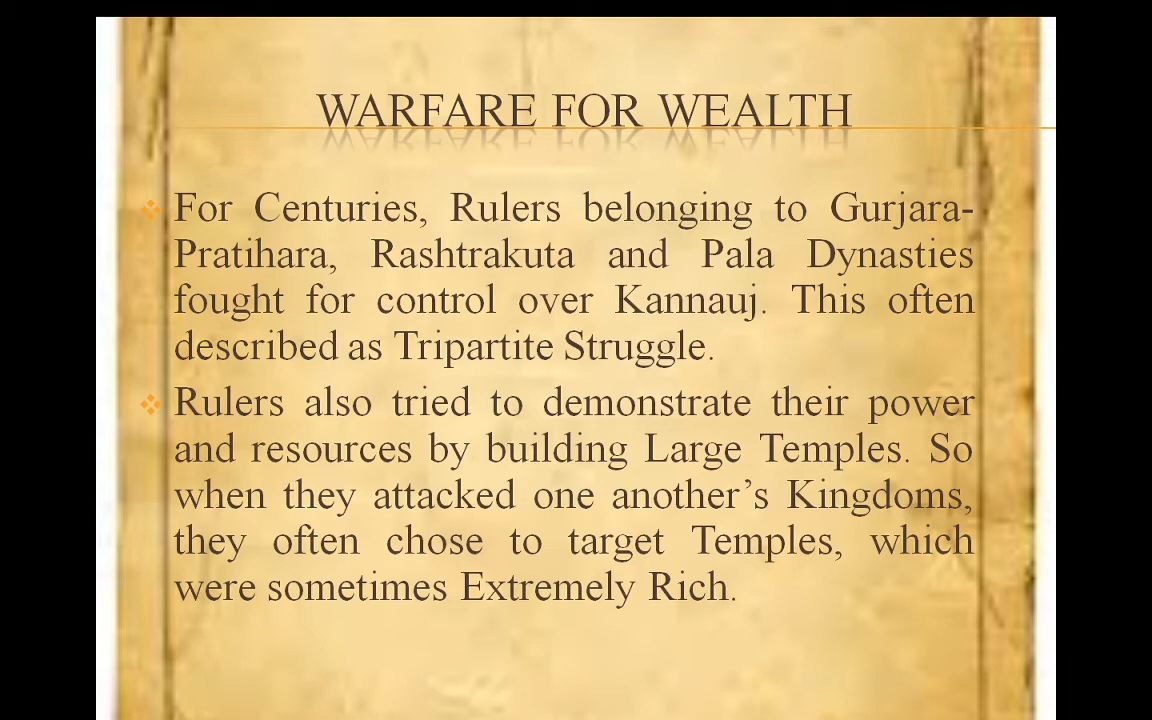 WARFARE FOR WEALTH
For Centuries, Rulers belonging to Gurjara-
Pratihara, Rashtrakuta and Pala Dynasties
fought for control over Kannauj. This often
described as Tripartite Struggle.
Rulers also tried to demonstrate their power
and resources by building Large Temples. So
when they attacked one another’s Kingdoms,
they often chose to target Temples, which
were sometimes Extremely Rich.